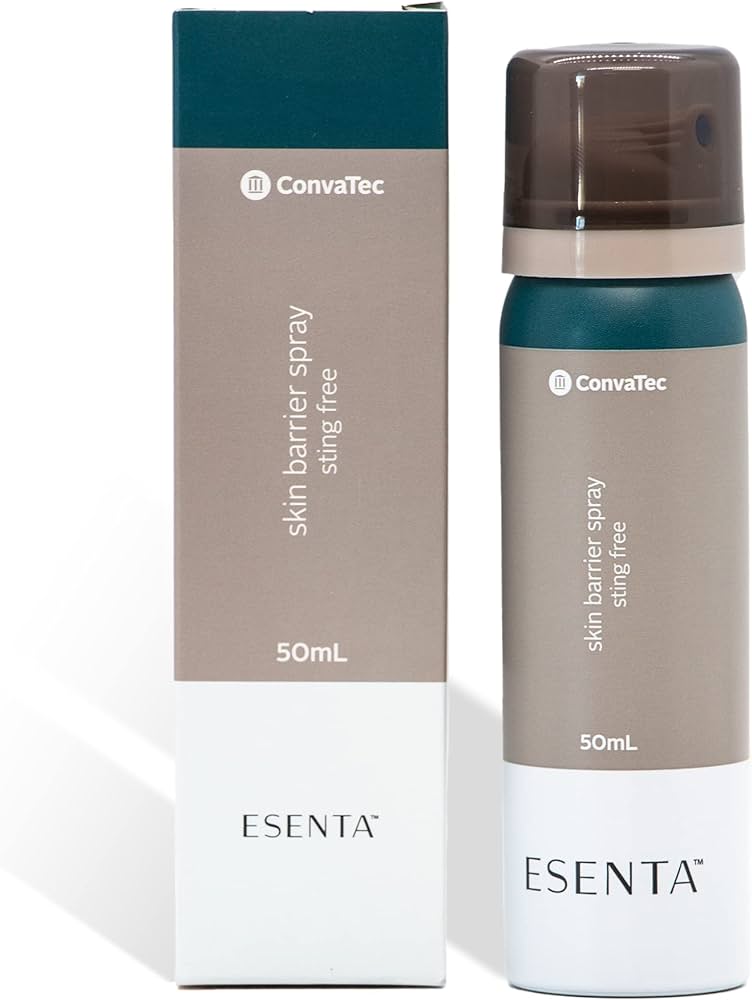 ConvaTec
skin barrier spray
sting free
50mL
ESENTA™
ConvaTec
skin barrier spray
sting free
50mL
ESENTA™